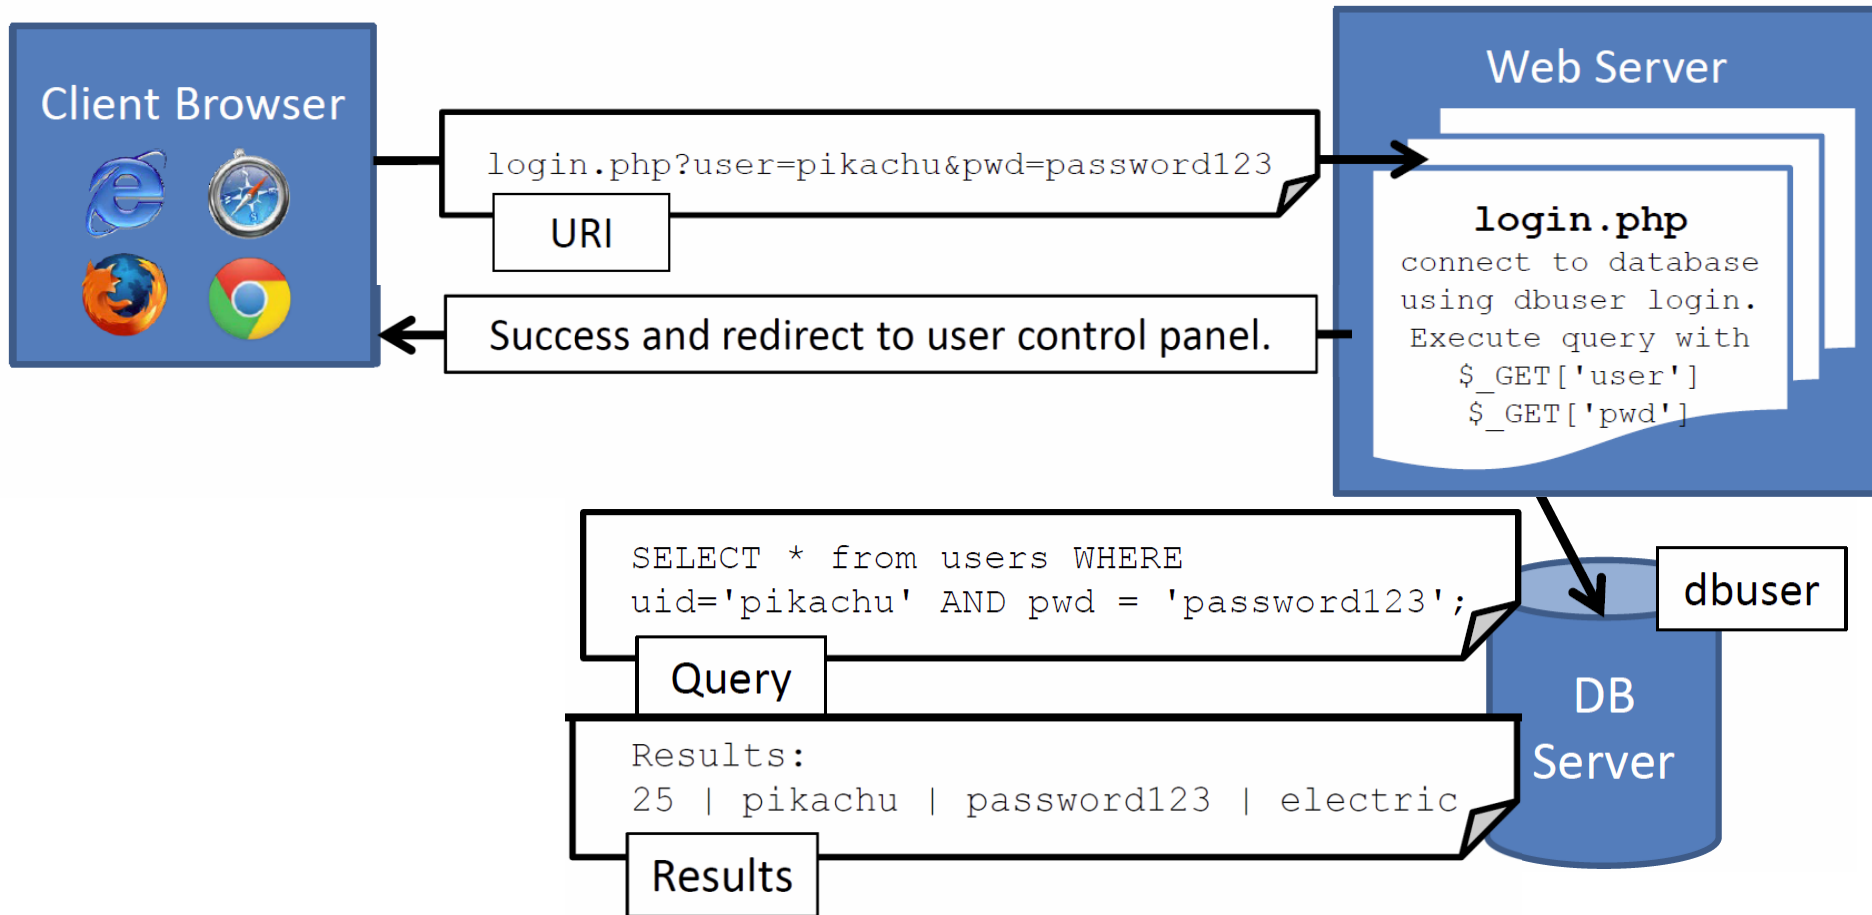 Client Browser
login.php?user=pikachu&pwd=password123
URI
Success and redirect to user control panel.
Web Server
login.php
connect to database
using dbuser login.
Execute query with
$_GET['user']
$_GET['pwd']
SELECT * from users WHERE
uid='pikachu' AND pwd = 'password123';
Query
dbuser
DB
Server
Results:
25 | pikachu | password123 | electric
Results